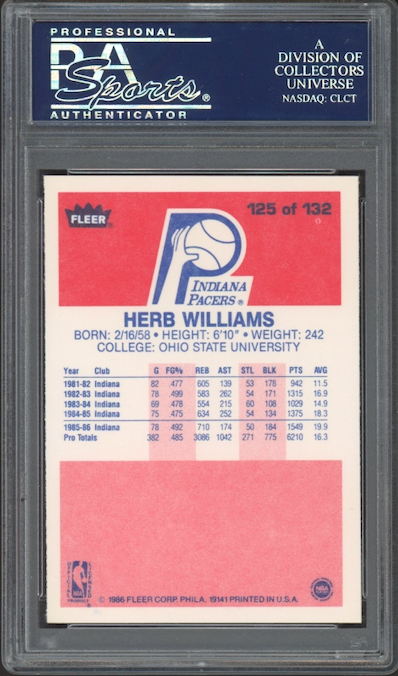 PROFESSIONAL
PSA
Sports®
AUTHENTICATOR
A
DIVISION OF
COLLECTORS
UNIVERSE
NASDAQ: CLCT
FLEER
125 of 132
INDIANA
PACERS®
HERB WILLIAMS
BORN: 2/16/58 • HEIGHT: 6'10" • WEIGHT: 242
COLLEGE: OHIO STATE UNIVERSITY
Year Club G FG% REB AST STL BLK PTS AVG
1981-82 Indiana 82 .477 605 139 53 178 942 11.5
1982-83 Indiana 78 .499 583 262 54 171 1315 16.9
1983-84 Indiana 69 .478 554 215 60 108 1029 14.9
1984-85 Indiana 75 .475 634 252 54 134 1375 18.3
1985-86 Indiana 78 .492 710 174 50 184 1549 19.9
Pro Totals 382 .485 3086 1042 271 775 6210 16.3
NBA
© 1986 FLEER CORP. PHILA. 19141 PRINTED IN U.S.A.